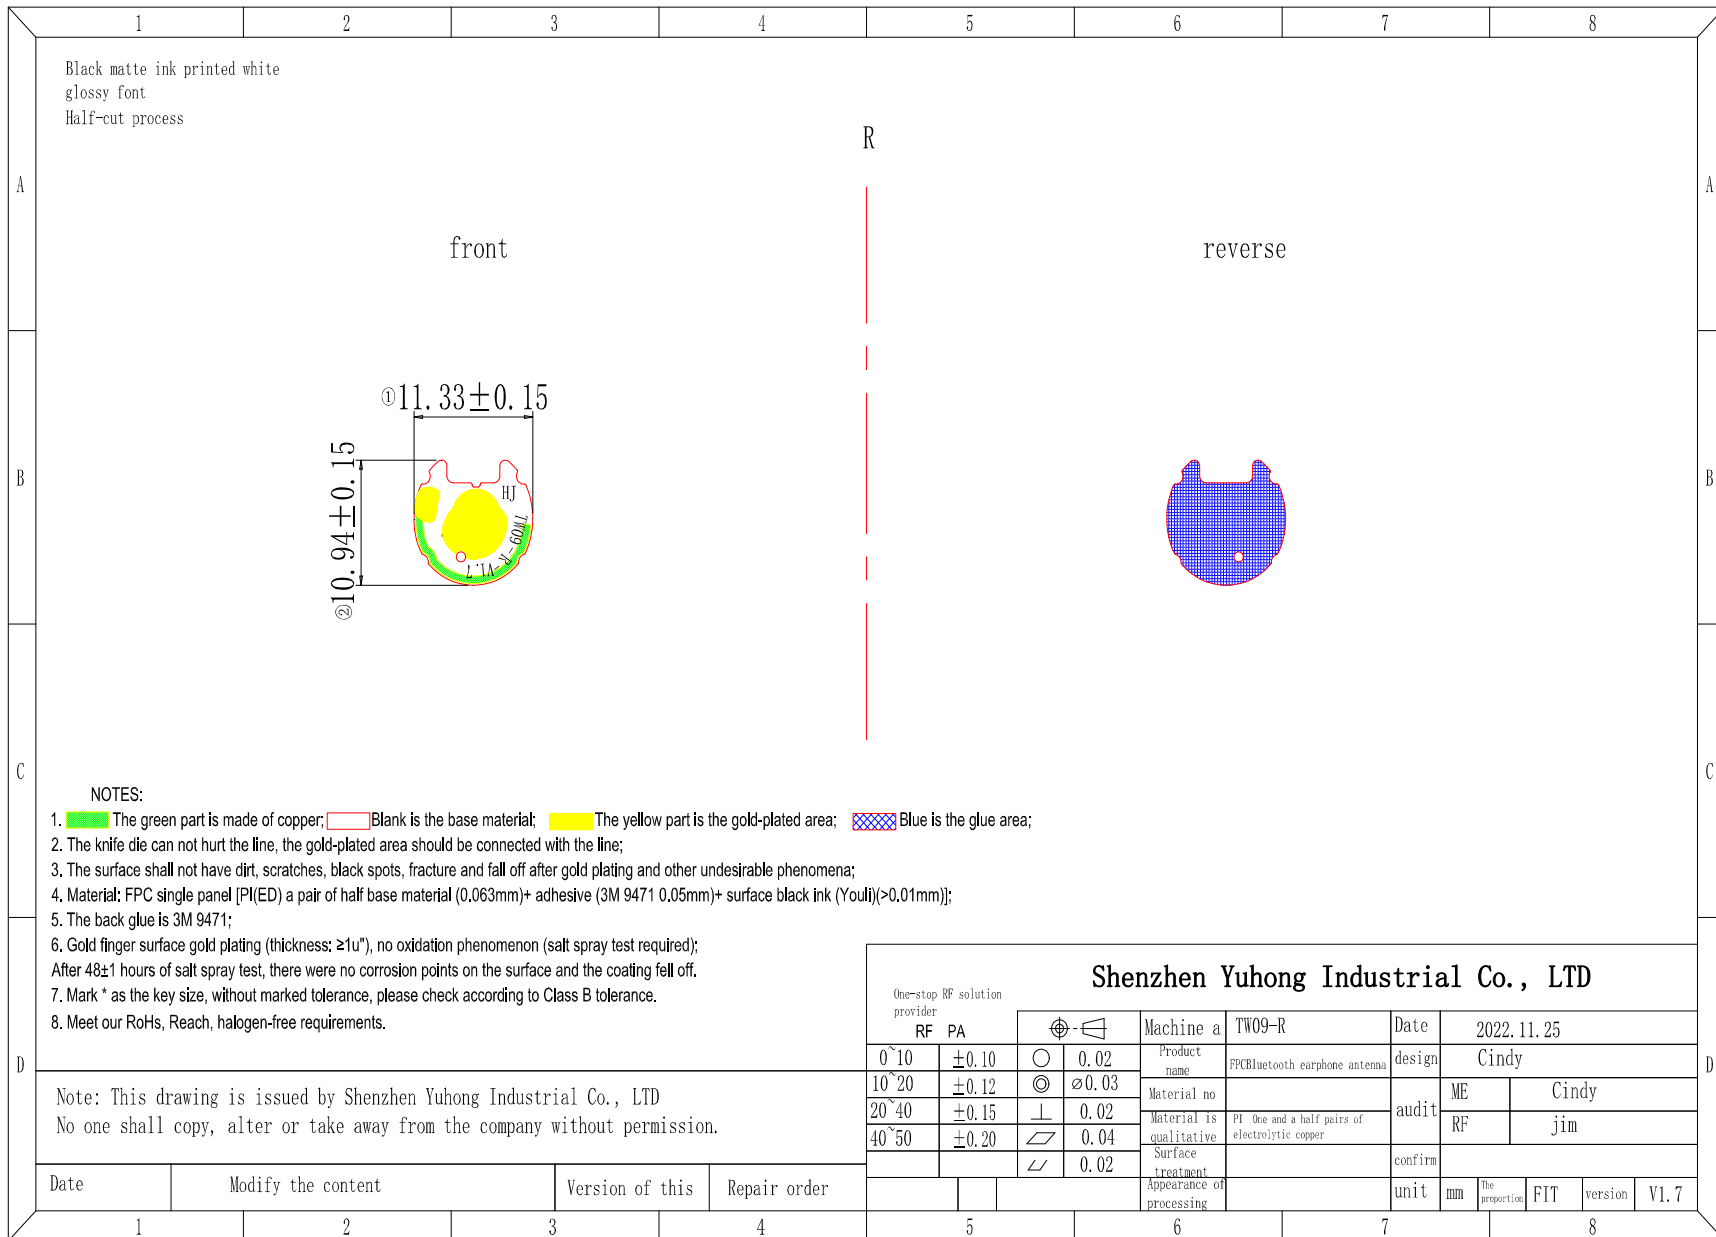 1 2 3 4 5 6 7 8
Black matte ink printed white
glossy font
Half-cut process
R
A A
front reverse
①11.33±0.15
②10.94±0.15
B B
HJ
TW09-R-V1.7
C C
NOTES:
1. The green part is made of copper; Blank is the base material; The yellow part is the gold-plated area; Blue is the glue area;
2. The knife die can not hurt the line, the gold-plated area should be connected with the line;
3. The surface shall not have dirt, scratches, black spots, fracture and fall off after gold plating and other undesirable phenomena;
4. Material: FPC single panel [PI(ED) a pair of half base material (0.063mm)+ adhesive (3M 9471 0.05mm)+ surface black ink (Youli)(>0.01mm)];
5. The back glue is 3M 9471;
6. Gold finger surface gold plating (thickness: ≥1u"), no oxidation phenomenon (salt spray test required);
After 48±1 hours of salt spray test, there were no corrosion points on the surface and the coating fell off.
7. Mark * as the key size, without marked tolerance, please check according to Class B tolerance.
8. Meet our RoHs, Reach, halogen-free requirements.
D D
Note: This drawing is issued by Shenzhen Yuhong Industrial Co., LTD
No one shall copy, alter or take away from the company without permission.
Date Modify the content Version of this Repair order
Shenzhen Yuhong Industrial Co., LTD
One-stop RF solution
provider
RF PA
Machine a TW09-R Date 2022.11.25
0~10 ±0.10 0.02 Product name FPCBluetooth earphone antenna design Cindy
10~20 ±0.12 ⌀0.03 Material no audit ME Cindy
20~40 ±0.15 0.02 Material is qualitative PI One and a half pairs of electrolytic copper RF jim
40~50 ±0.20 0.04
0.02 Surface treatment confirm
Appearance of processing unit mm The proportion FIT version V1.7
1 2 3 4 5 6 7 8